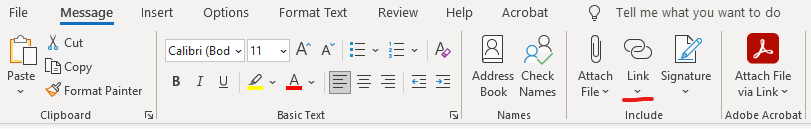 File Message Insert Options Format Text Review Help Acrobat Tell me what you want to do
Paste
Cut
Copy
Format Painter
Clipboard
Calibri (Bod 11 A A A
B I U A
Basic Text
Address
Book
Check
Names
Names
Attach
File
Link
Signature
Include
Attach File
via Link
Adobe Acrobat